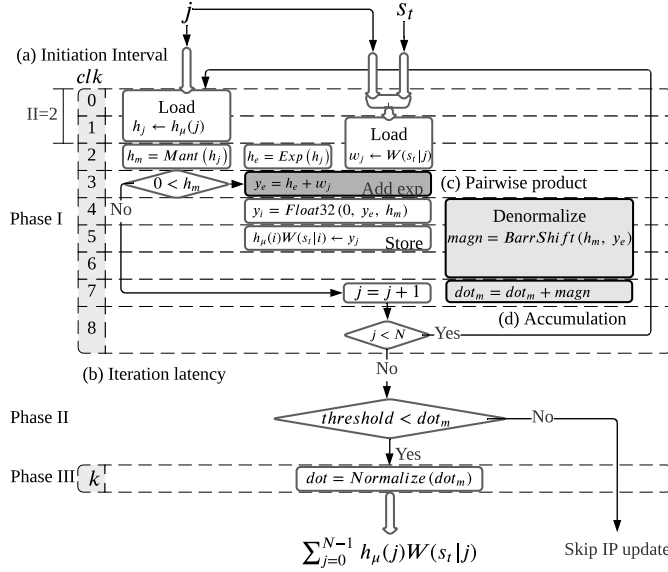 j
s_t
(a) Initiation Interval
clk
0
II=2
Load
h_j ← h_μ(j)
1
Load
w_j ← W(s_t|j)
2
h_m = Mant(h_j)
h_e = Exp(h_j)
3
0 < h_m
y_e = h_e + w_j
Add exp
(c) Pairwise product
No
Phase I
4
y_i = Float32(0, y_e, h_m)
Denormalize
magn = BarrShift(h_m, y_e)
5
h_μ(i)W(s_t|i) ← y_j
Store
6
7
j = j + 1
dot_m = dot_m + magn
(d) Accumulation
8
j < N
Yes
(b) Iteration latency
No
Phase II
threshold < dot_m
No
Yes
Phase III
k
dot = Normalize(dot_m)
∑_{j=0}^{N−1} h_μ(j)W(s_t|j)
Skip IP update